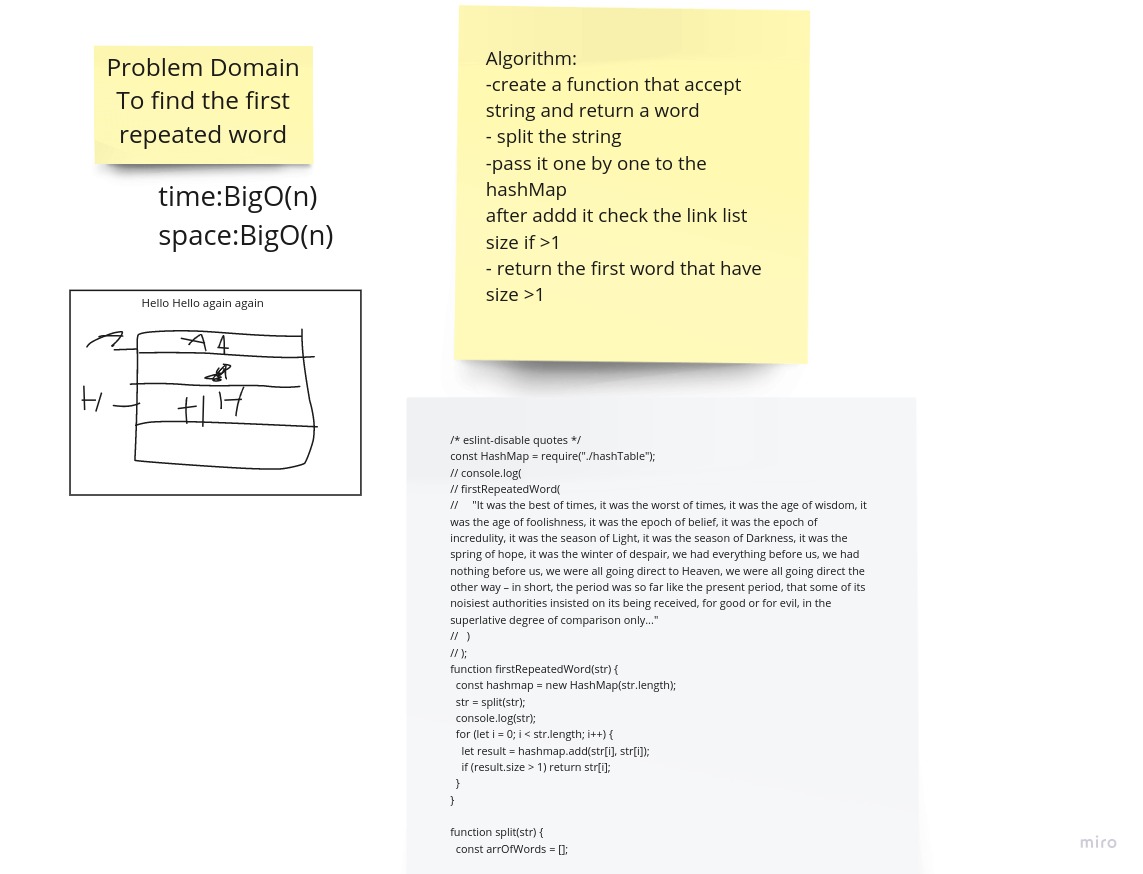 Problem Domain
To find the first
repeated word
time:BigO(n)
space:BigO(n)
Hello Hello again again
A A
H
H H
Algorithm:
-create a function that accept
string and return a word
- split the string
-pass it one by one to the
hashMap
after addd it check the link list
size if >1
- return the first word that have
size >1
/* eslint-disable quotes */
const HashMap = require("./hashTable");
// console.log(
// firstRepeatedWord(
//     "It was the best of times, it was the worst of times, it was the age of wisdom, it
was the age of foolishness, it was the epoch of belief, it was the epoch of
incredulity, it was the season of Light, it was the season of Darkness, it was the
spring of hope, it was the winter of despair, we had everything before us, we had
nothing before us, we were all going direct to Heaven, we were all going direct the
other way – in short, the period was so far like the present period, that some of its
noisiest authorities insisted on its being received, for good or for evil, in the
superlative degree of comparison only..."
//   )
// );
function firstRepeatedWord(str) {
  const hashmap = new HashMap(str.length);
  str = split(str);
  console.log(str);
  for (let i = 0; i < str.length; i++) {
    let result = hashmap.add(str[i], str[i]);
    if (result.size > 1) return str[i];
  }
}
function split(str) {
  const arrOfWords = [];
miro